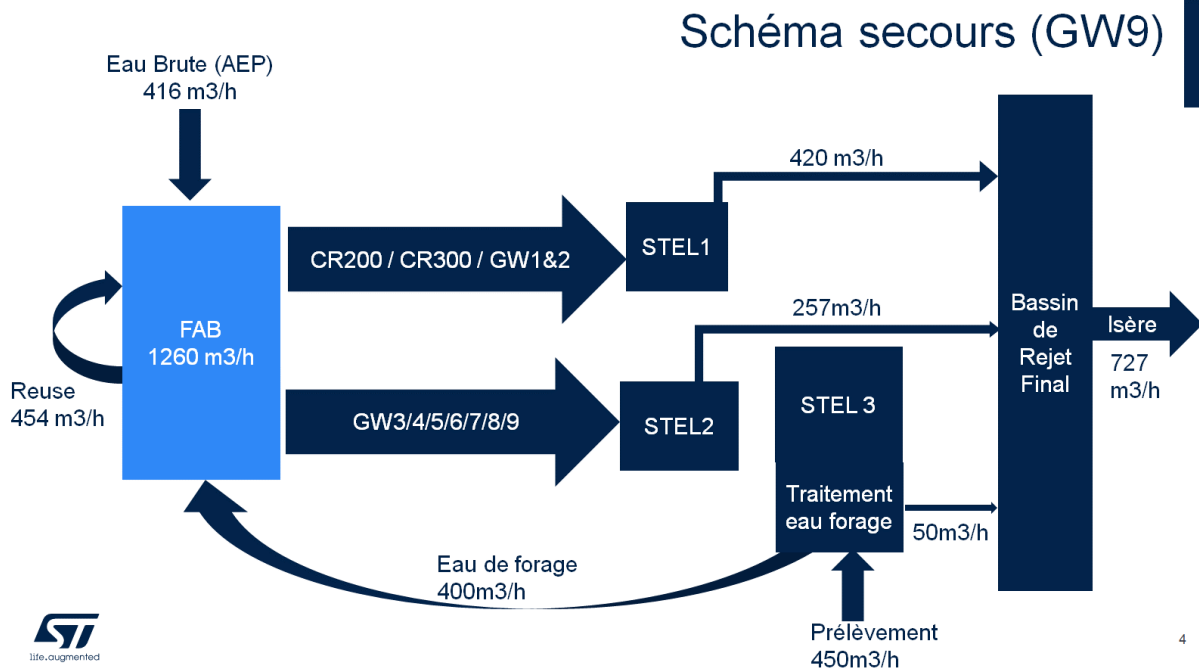 Schéma secours (GW9)
Eau Brute (AEP)
416 m3/h
420 m3/h
CR200 / CR300 / GW1&2
STEL1
257m3/h
FAB
1260 m3/h
Reuse
454 m3/h
Bassin
de
Rejet
Final
Isère
727
m3/h
GW3/4/5/6/7/8/9
STEL2
STEL 3
Traitement
eau forage
50m3/h
Eau de forage
400m3/h
Prélèvement
450m3/h
ST
life.augmented
4